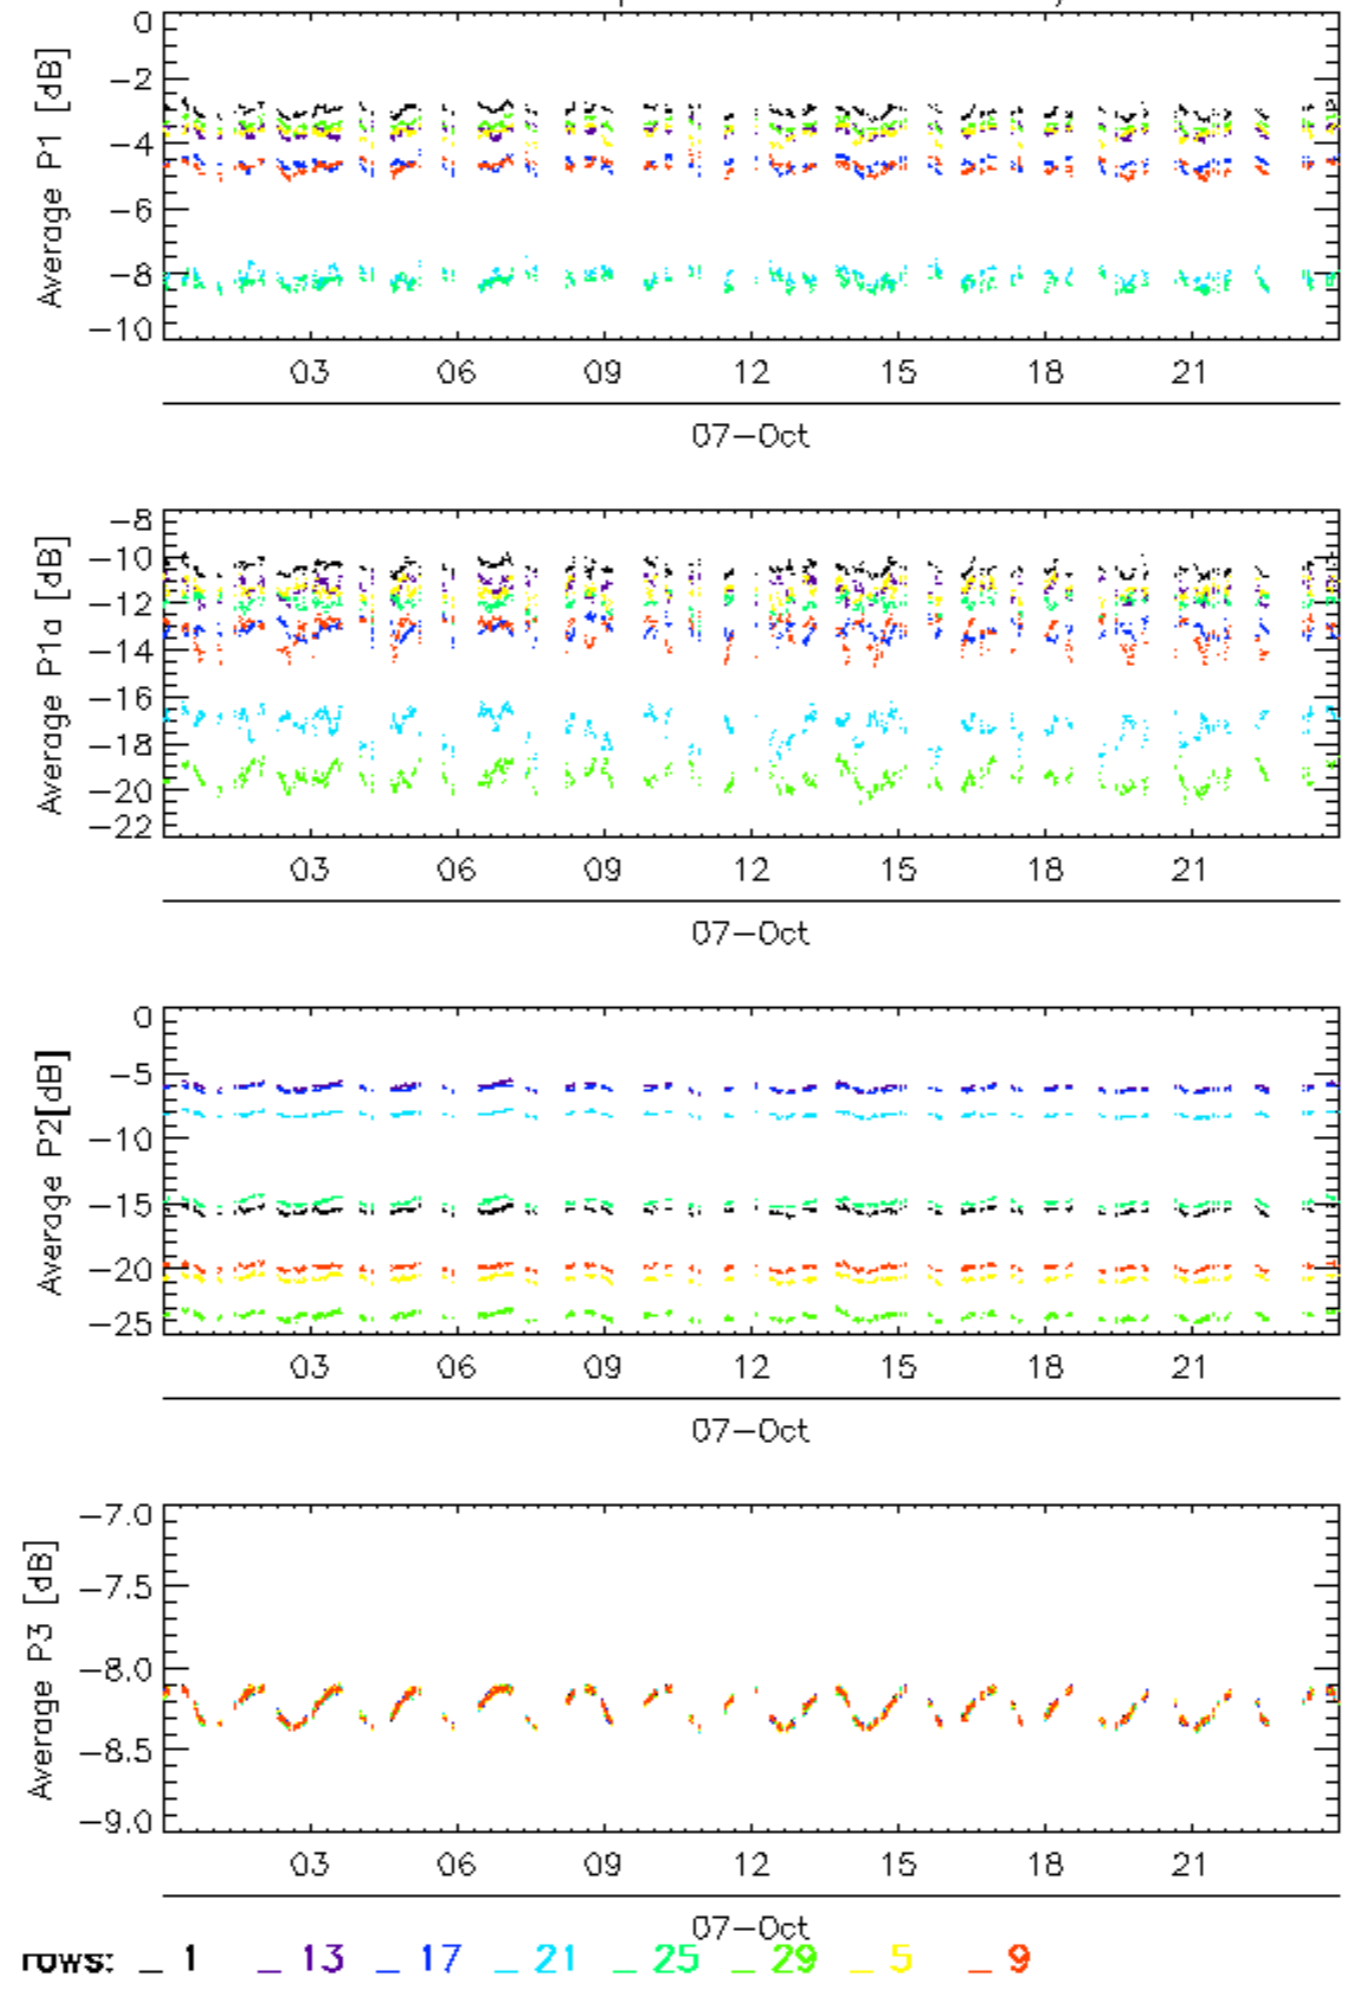 Average P1 [dB]
0
−2
−4
−6
−8
−10
03 06 09 12 15 18 21
07−Oct
Average P1a [dB]
−8
−10
−12
−14
−16
−18
−20
−22
03 06 09 12 15 18 21
07−Oct
Average P2[dB]
0
−5
−10
−15
−20
−25
03 06 09 12 15 18 21
07−Oct
Average P3 [dB]
−7.0
−7.5
−8.0
−8.5
−9.0
03 06 09 12 15 18 21
07−Oct
rows: _ 1 _ 13 _ 17 _ 21 _ 25 _ 29 _ 5 _ 9